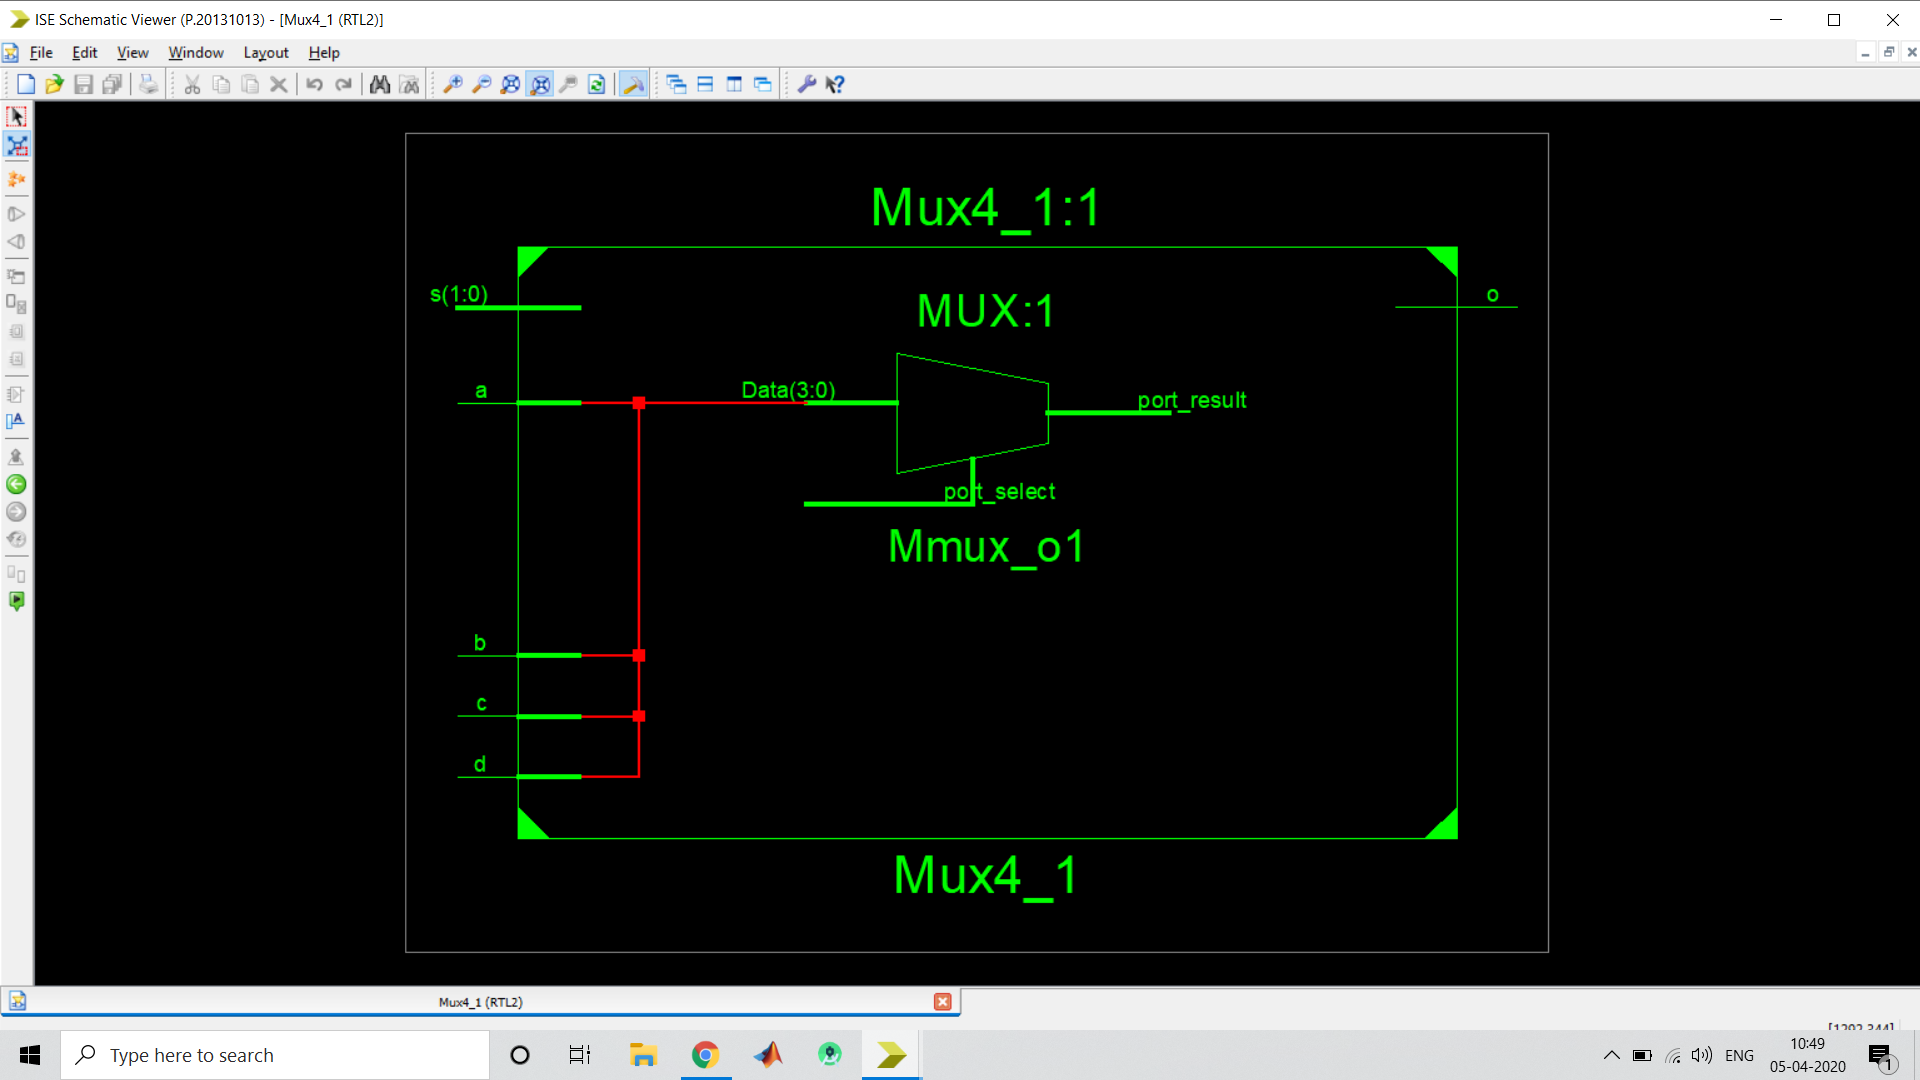 ISE Schematic Viewer (P.20131013) - [Mux4_1 (RTL2)]
File Edit View Window Layout Help
Mux4_1:1
s(1:0)
MUX:1
o
a
Data(3:0)
port_result
port_select
Mmux_o1
b
c
d
Mux4_1
Mux4_1 (RTL2)
[1292,344]
Type here to search
ENG
10:49
05-04-2020
1